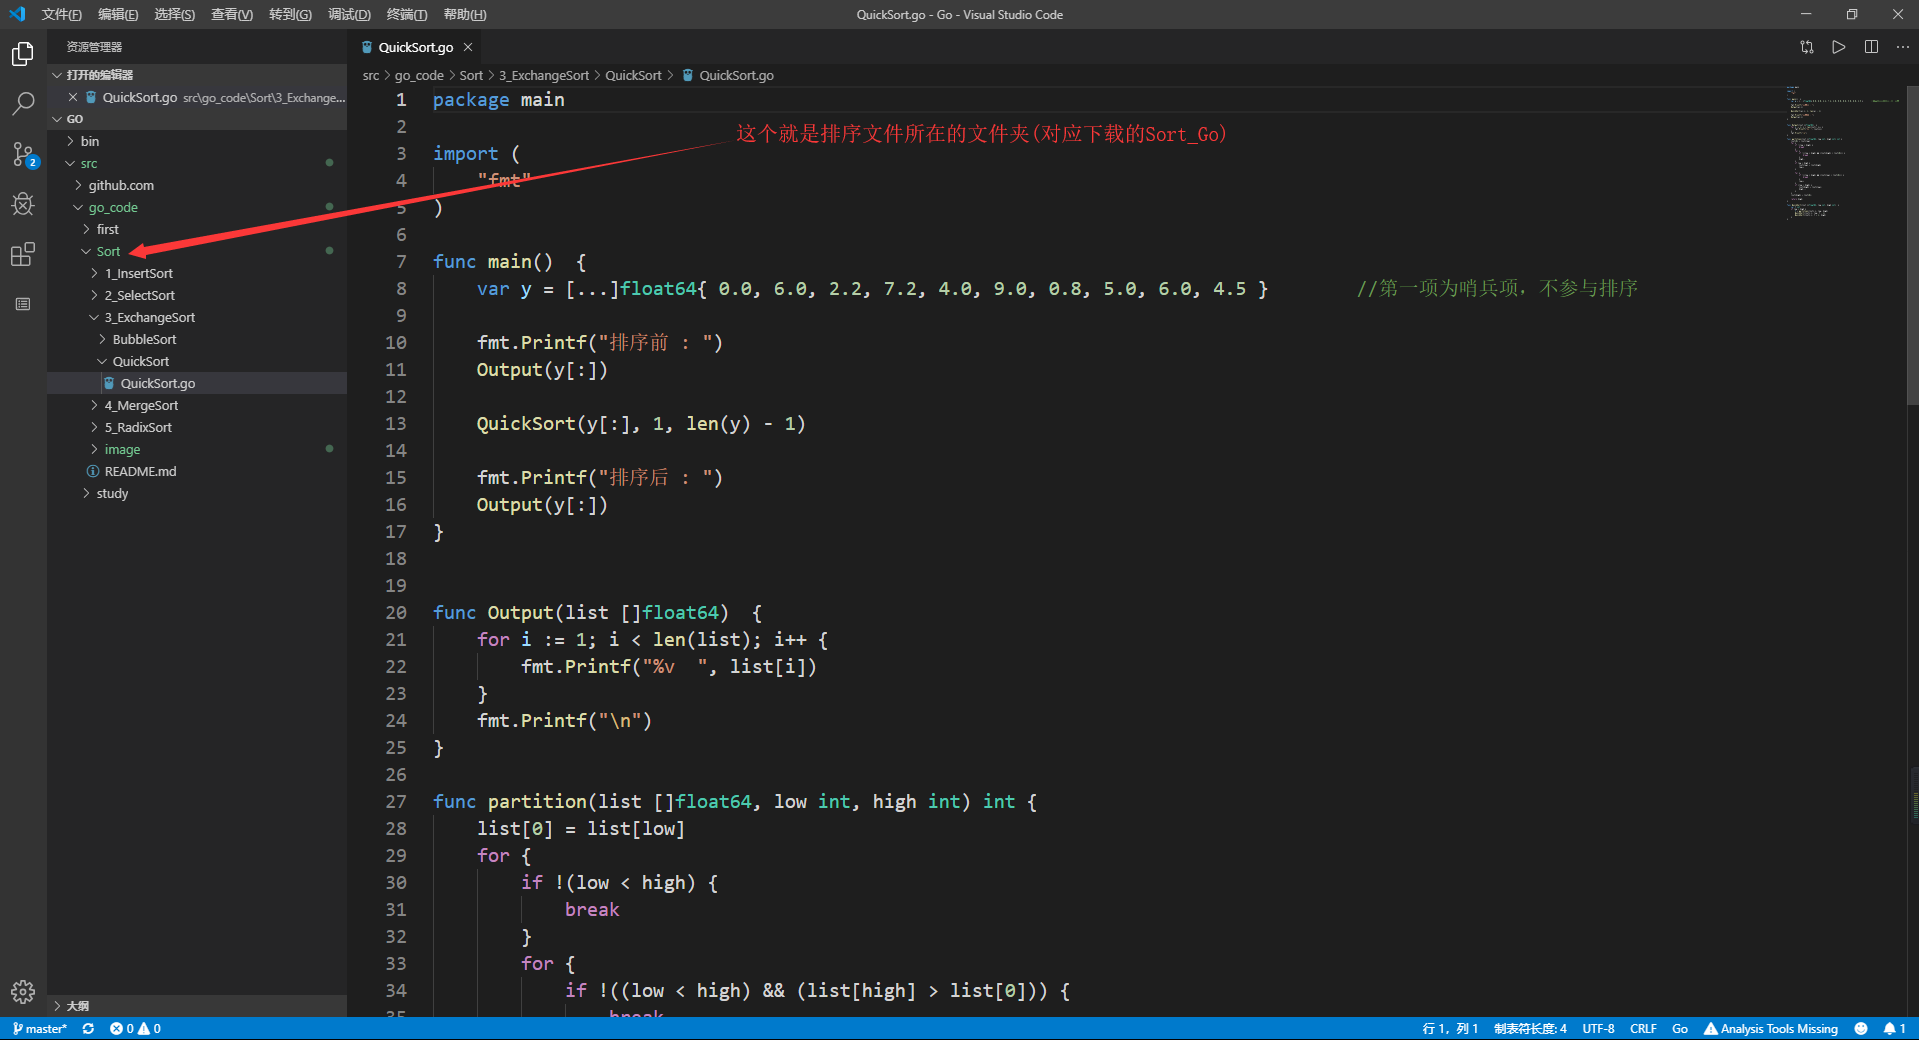 文件(F) 编辑(E) 选择(S) 查看(V) 转到(G) 调试(D) 终端(T) 帮助(H)
QuickSort.go - Go - Visual Studio Code
资源管理器
打开的编辑器
QuickSort.go src\go_code\Sort\3_Exchange...
GO
bin
src
github.com
go_code
first
Sort
1_InsertSort
2_SelectSort
3_ExchangeSort
BubbleSort
QuickSort
QuickSort.go
4_MergeSort
5_RadixSort
image
README.md
study
大纲
QuickSort.go
src > go_code > Sort > 3_ExchangeSort > QuickSort > QuickSort.go
这个就是排序文件所在的文件夹(对应下载的Sort_Go)
1 package main
2
3 import (
4 "fmt"
5 )
6
7 func main() {
8 var y = [...]float64{ 0.0, 6.0, 2.2, 7.2, 4.0, 9.0, 0.8, 5.0, 6.0, 4.5 } //第一项为哨兵项，不参与排序
9
10 fmt.Printf("排序前 : ")
11 Output(y[:])
12
13 QuickSort(y[:], 1, len(y) - 1)
14
15 fmt.Printf("排序后 : ")
16 Output(y[:])
17 }
18
19
20 func Output(list []float64) {
21 for i := 1; i < len(list); i++ {
22 fmt.Printf("%v  ", list[i])
23 }
24 fmt.Printf("\n")
25 }
26
27 func partition(list []float64, low int, high int) int {
28 list[0] = list[low]
29 for {
30 if !(low < high) {
31 break
32 }
33 for {
34 if !((low < high) && (list[high] > list[0])) {
35 break
2
master* 0 0
行 1，列 1 制表符长度: 4 UTF-8 CRLF Go Analysis Tools Missing 1